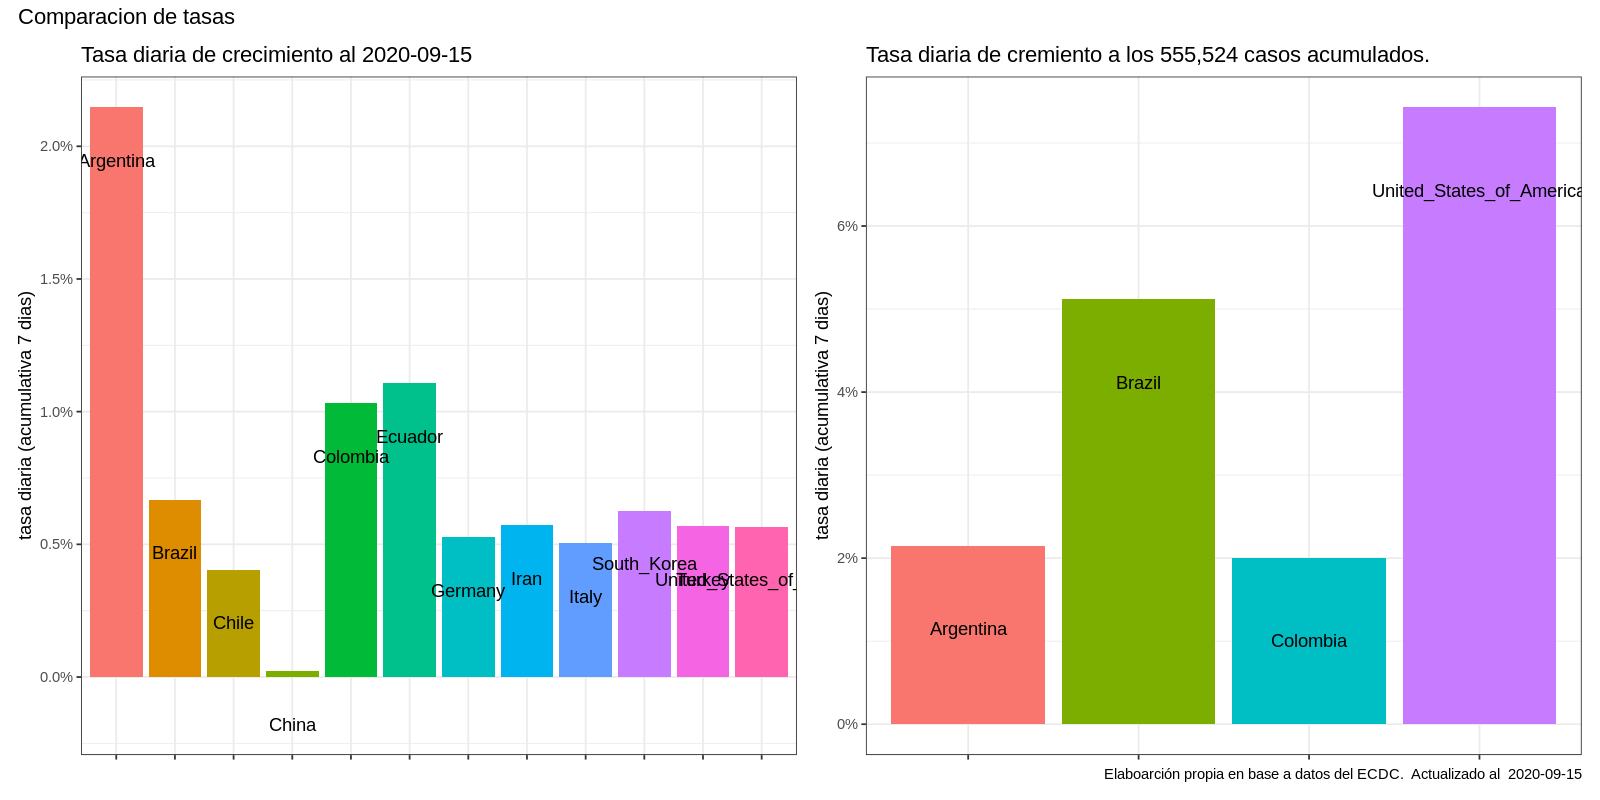 Comparacion de tasas
Tasa diaria de crecimiento al 2020-09-15
tasa diaria (acumulativa 7 dias)
2.0%
1.5%
1.0%
0.5%
0.0%
Argentina
Brazil
Chile
China
Colombia
Ecuador
Germany
Iran
Italy
South_Korea
Turkey
United_States_of_
Tasa diaria de cremiento a los 555,524 casos acumulados.
tasa diaria (acumulativa 7 dias)
6%
4%
2%
0%
Argentina
Brazil
Colombia
United_States_of_America
Elaboarción propia en base a datos del ECDC.  Actualizado al  2020-09-15